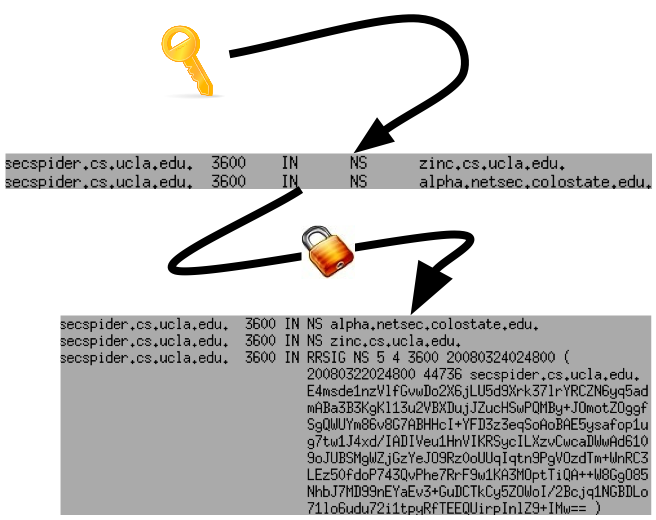 secspider.cs.ucla.edu. 3600 IN NS zinc.cs.ucla.edu.
secspider.cs.ucla.edu. 3600 IN NS alpha.netsec.colostate.edu.
secspider.cs.ucla.edu. 3600 IN NS alpha.netsec.colostate.edu.
secspider.cs.ucla.edu. 3600 IN NS zinc.cs.ucla.edu.
secspider.cs.ucla.edu. 3600 IN RRSIG NS 5 4 3600 20080324024800 (
20080322024800 44736 secspider.cs.ucla.edu.
E4msde1nzVlfGvwDo2X6jLU5d9Xrk37lrYRCZN6yq5ad
mABa3B3KgKl13u2VBXDujJZucHSwPQMBy+JOmotZOggf
SgQWUYm86v8G7ABHHcI+YFD3z3eqSoAoBAE5ysafop1u
g7tw1J4xd/IADIVeu1HnVIKRSycILXzvCwcaDWwAd610
9oJUBSMgWZjGzYeJO9Rz0oUUqIqtn9PgVOzdTm+WnRC3
LEz50fdoP743QvPhe7RrF9w1KA3MOptTiQA++W8Gg085
NhbJ7MD99nEYaEv3+GuDCTkCy5ZOWoI/2Bcjq1NGBDLo
71lo6udu72i1tpyRfTEEQUirpInlZ9+IMw== )